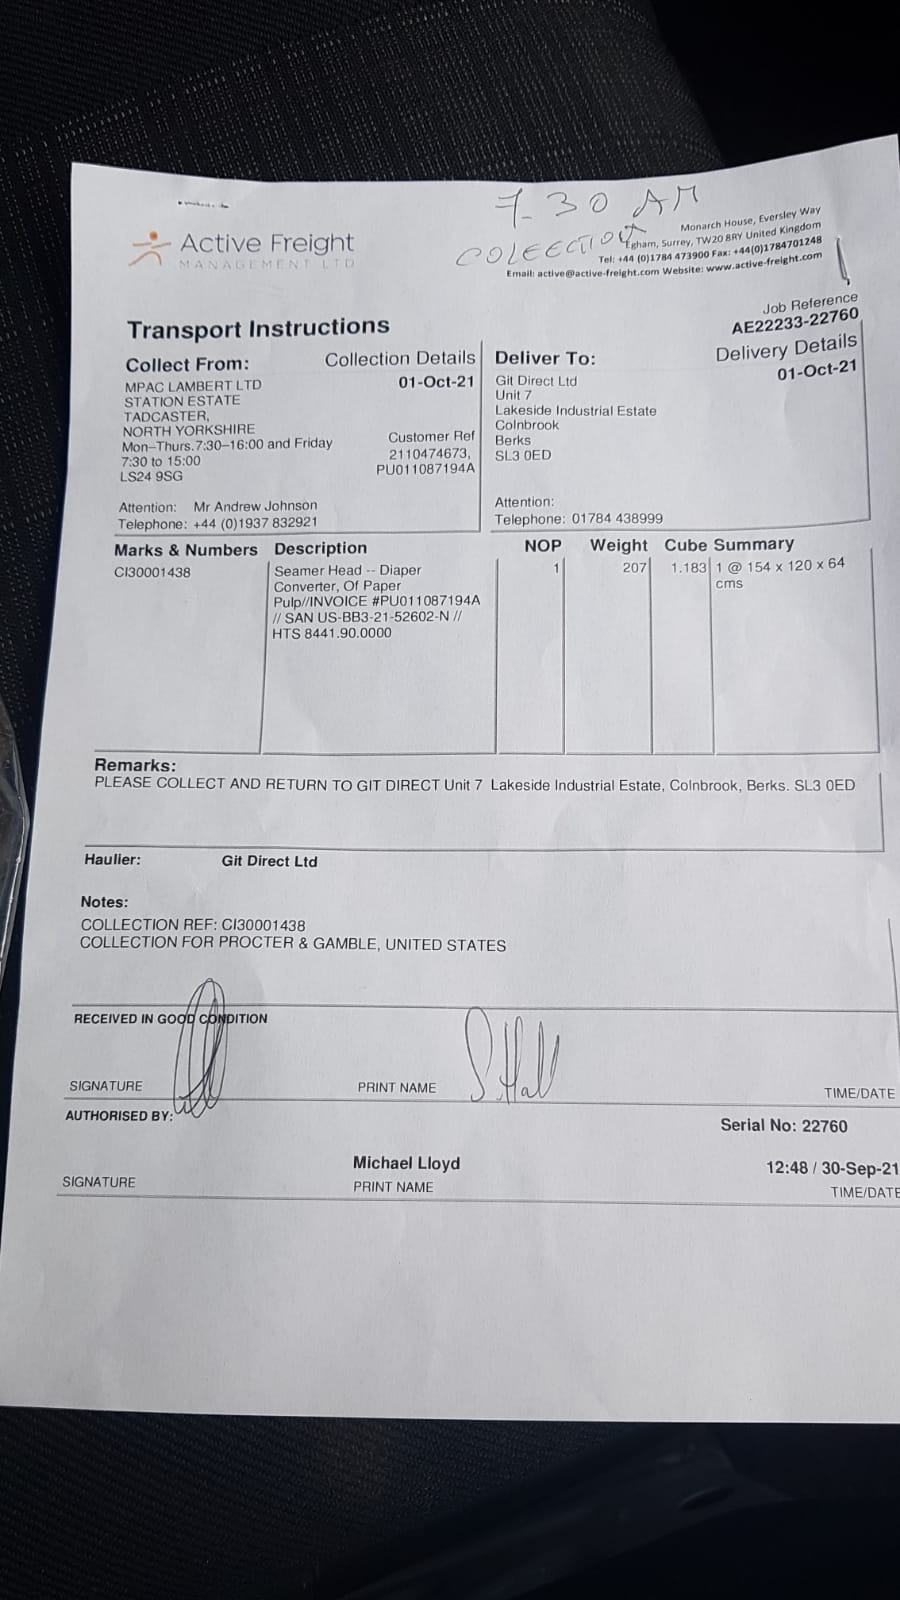 7.30 AM
COLECTION
Active Freight
MANAGEMENT LTD
Monarch House, Eversley Way
Egham, Surrey, TW20 8RY United Kingdom
Tel: +44 (0)1784 473900 Fax: +44(0)1784701248
Email: active@active-freight.com Website: www.active-freight.com
Job Reference
AE22233-22760
Transport Instructions
Collect From:
Collection Details
01-Oct-21
MPAC LAMBERT LTD
STATION ESTATE
TADCASTER,
NORTH YORKSHIRE
Mon-Thurs.7:30-16:00 and Friday
7:30 to 15:00
LS24 9SG
Customer Ref
2110474673,
PU011087194A
Attention: Mr Andrew Johnson
Telephone: +44 (0)1937 832921
Deliver To:
Delivery Details
01-Oct-21
Git Direct Ltd
Unit 7
Lakeside Industrial Estate
Colnbrook
Berks
SL3 0ED
Attention:
Telephone: 01784 438999
Marks & Numbers Description NOP Weight Cube Summary
CI30001438
Seamer Head -- Diaper
Converter, Of Paper
Pulp//INVOICE #PU011087194A
// SAN US-BB3-21-52602-N //
HTS 8441.90.0000
1
207
1.183
1 @ 154 x 120 x 64
cms
Remarks:
PLEASE COLLECT AND RETURN TO GIT DIRECT Unit 7 Lakeside Industrial Estate, Colnbrook, Berks. SL3 0ED
Haulier: Git Direct Ltd
Notes:
COLLECTION REF: CI30001438
COLLECTION FOR PROCTER & GAMBLE, UNITED STATES
RECEIVED IN GOOD CONDITION
S. Hall
SIGNATURE PRINT NAME TIME/DATE
AUTHORISED BY:
Serial No: 22760
Michael Lloyd 12:48 / 30-Sep-21
SIGNATURE PRINT NAME TIME/DATE